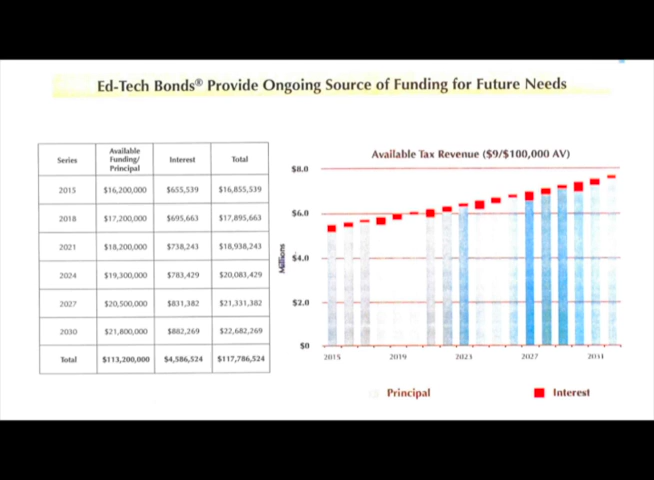 Ed-Tech Bonds® Provide Ongoing Source of Funding for Future Needs
Series Available Funding/ Principal Interest Total
2015 $16,200,000 $655,539 $16,855,539
2018 $17,200,000 $695,663 $17,895,663
2021 $18,200,000 $738,243 $18,938,243
2024 $19,300,000 $783,429 $20,083,429
2027 $20,500,000 $831,382 $21,331,382
2030 $21,800,000 $882,269 $22,682,269
Total $113,200,000 $4,586,524 $117,786,524
Available Tax Revenue ($9/$100,000 AV)
$8.0
$6.0
$4.0
$2.0
$0
Millions
2015 2019 2023 2027 2031
Principal Interest